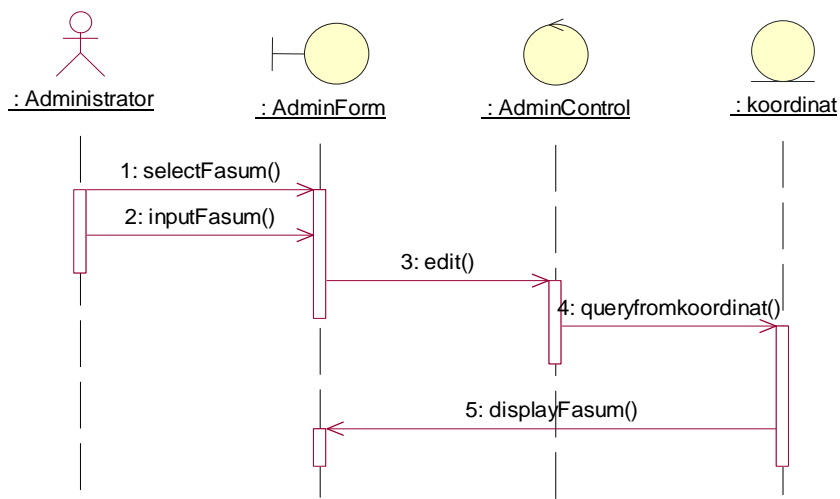 : Administrator
: AdminForm
: AdminControl
: koordinat
1: selectFasum()
2: inputFasum()
3: edit()
4: queryfromkoordinat()
5: displayFasum()